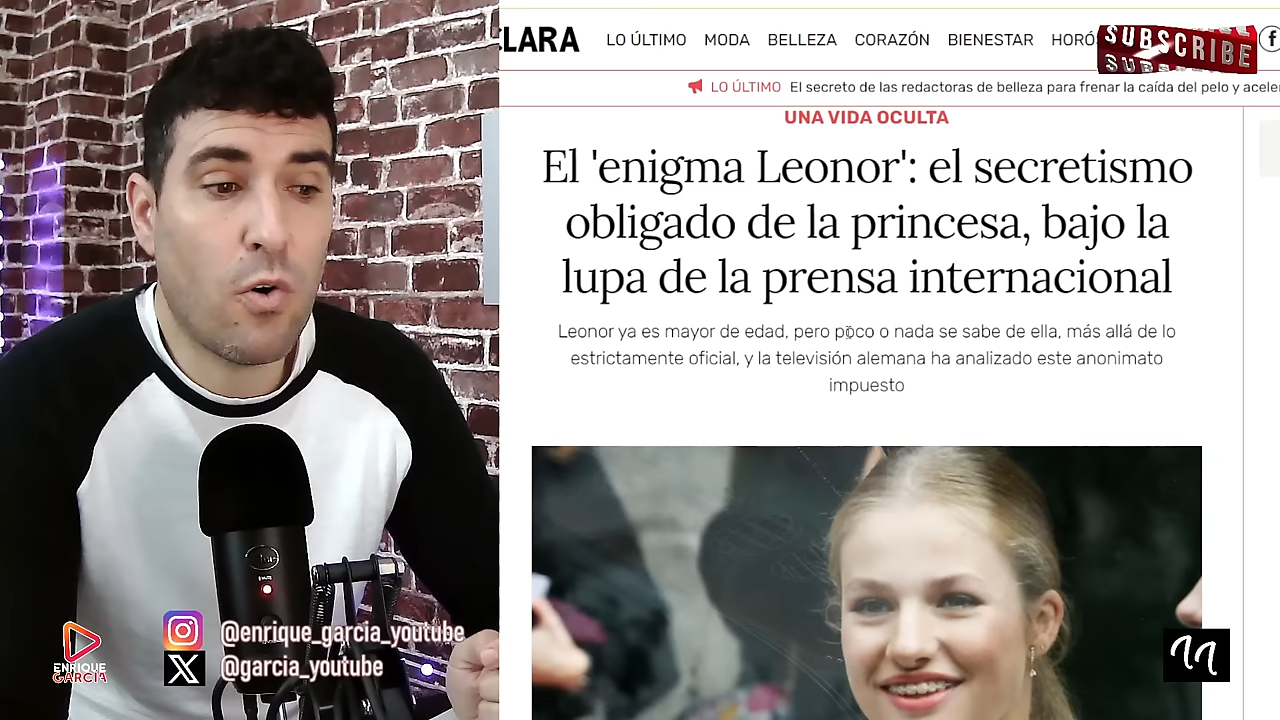 CLARA
LO ÚLTIMO MODA BELLEZA CORAZÓN BIENESTAR
SUBSCRIBE
LO ÚLTIMO El secreto de las redactoras de belleza para frenar la caída del pelo y
UNA VIDA OCULTA
El 'enigma Leonor': el secretismo
obligado de la princesa, bajo la
lupa de la prensa internacional
Leonor ya es mayor de edad, pero poco o nada se sabe de ella, más allá de lo
estrictamente oficial, y la televisión alemana ha analizado este anonimato
impuesto
@enrique_garcia_youtube
@garcia_youtube
ENRIQUE
GARCIA